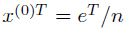 x^{(0)T} = e^T/n